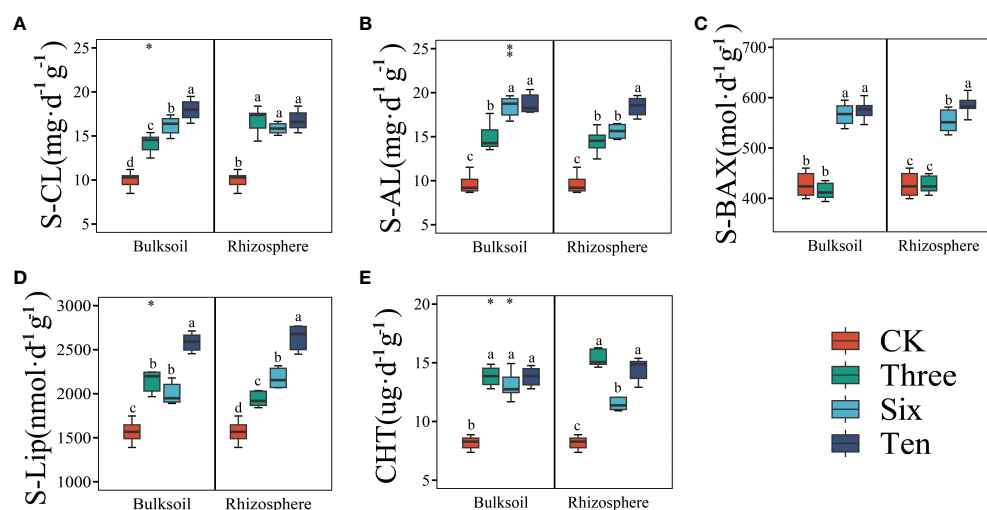 A
S-CL(mg·d⁻¹g⁻¹)
25
20
15
10
5
*
d
c
b
a
b
a
a
a
Bulksoil
Rhizosphere
B
S-AL(mg·d⁻¹g⁻¹)
25
20
15
10
5
*
*
c
b
a
a
c
b
b
a
Bulksoil
Rhizosphere
C
S-BAX(mol·d⁻¹g⁻¹)
700
600
500
400
b
b
a
a
c
c
b
a
Bulksoil
Rhizosphere
D
S-Lip(nmol·d⁻¹g⁻¹)
3000
2500
2000
1500
1000
*
c
b
b
a
d
c
b
a
Bulksoil
Rhizosphere
E
CHT(ug·d⁻¹g⁻¹)
20
15
10
5
* *
b
a
a
a
c
a
b
a
Bulksoil
Rhizosphere
CK
Three
Six
Ten